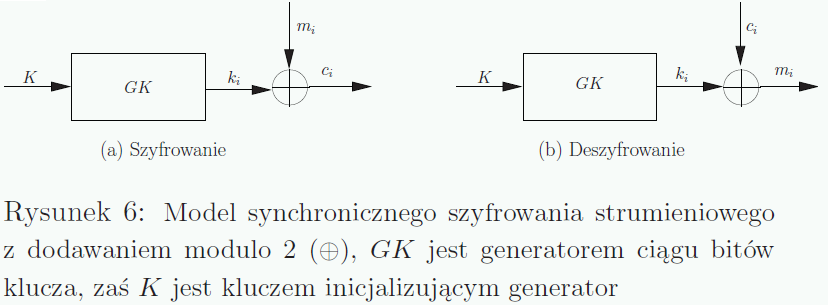 m_i c_i
K GK k_i c_i K GK k_i m_i
(a) Szyfrowanie (b) Deszyfrowanie
Rysunek 6: Model synchronicznego szyfrowania strumieniowego
z dodawaniem modulo 2 (⊕), GK jest generatorem ciągu bitów
klucza, zaś K jest kluczem inicjalizującym generator